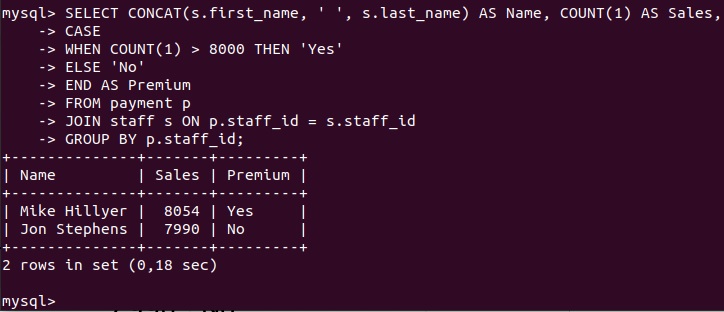 mysql> SELECT CONCAT(s.first_name, ' ', s.last_name) AS Name, COUNT(1) AS Sales,
    -> CASE
    -> WHEN COUNT(1) > 8000 THEN 'Yes'
    -> ELSE 'No'
    -> END AS Premium
    -> FROM payment p
    -> JOIN staff s ON p.staff_id = s.staff_id
    -> GROUP BY p.staff_id;
+--------------+-------+---------+
| Name         | Sales | Premium |
+--------------+-------+---------+
| Mike Hillyer |  8054 | Yes     |
| Jon Stephens |  7990 | No      |
+--------------+-------+---------+
2 rows in set (0,18 sec)

mysql>